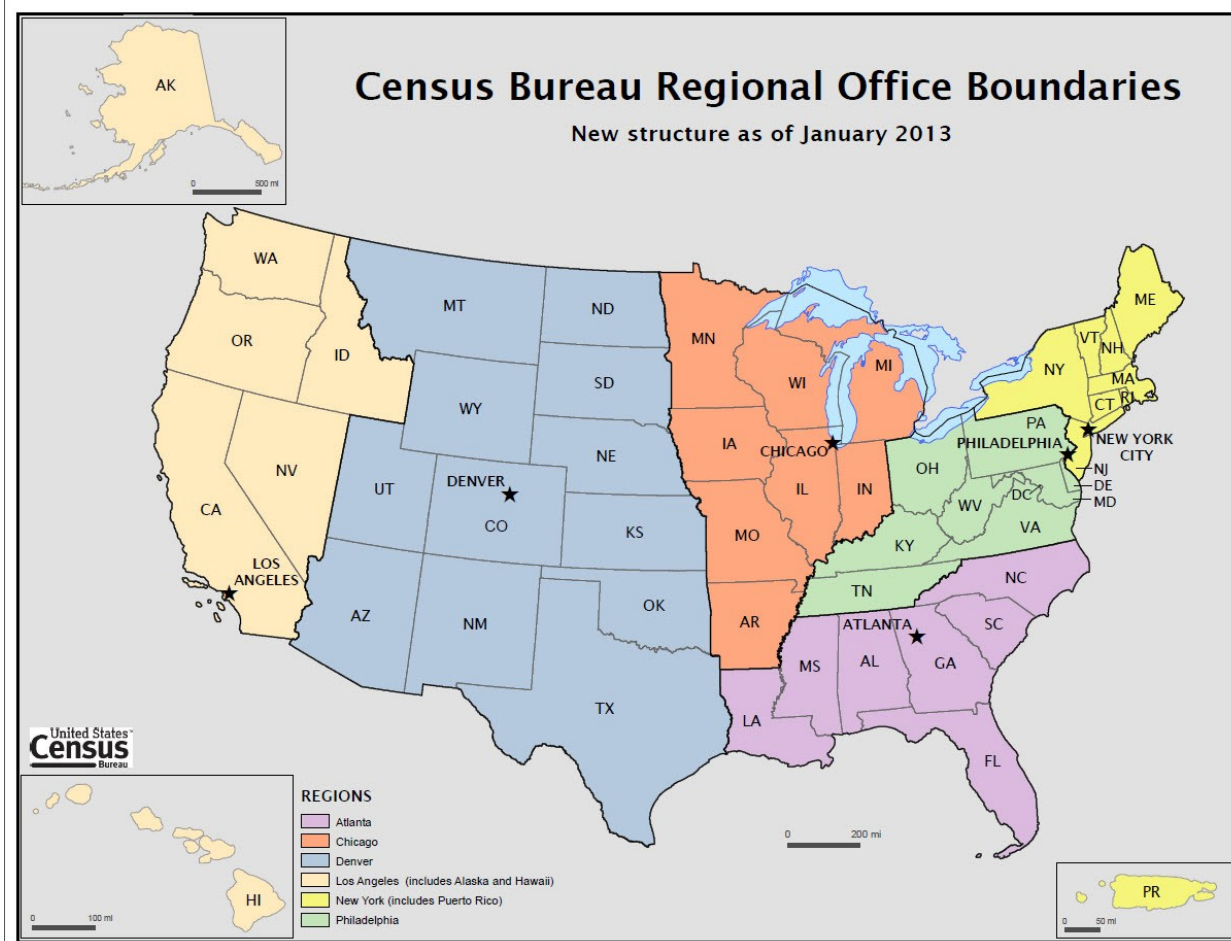 AK
0 500 mi
Census Bureau Regional Office Boundaries
New structure as of January 2013
WA
OR
ID
MT
ND
SD
WY
NE
NV
UT
CA
DENVER
CO
KS
LOS
ANGELES
AZ
NM
OK
TX
MN
WI
MI
IA
CHICAGO
IL
IN
MO
AR
ME
VT
NH
NY
MA
RI
CT
PA
PHILADELPHIA
NEW YORK
CITY
NJ
DE
MD
OH
WV
DC
VA
KY
TN
NC
SC
ATLANTA
MS
AL
GA
LA
FL
United States™
Census
Bureau
HI
0 100 mi
REGIONS
Atlanta
Chicago
Denver
Los Angeles (includes Alaska and Hawaii)
New York (includes Puerto Rico)
Philadelphia
0 200 mi
PR
0 50 mi